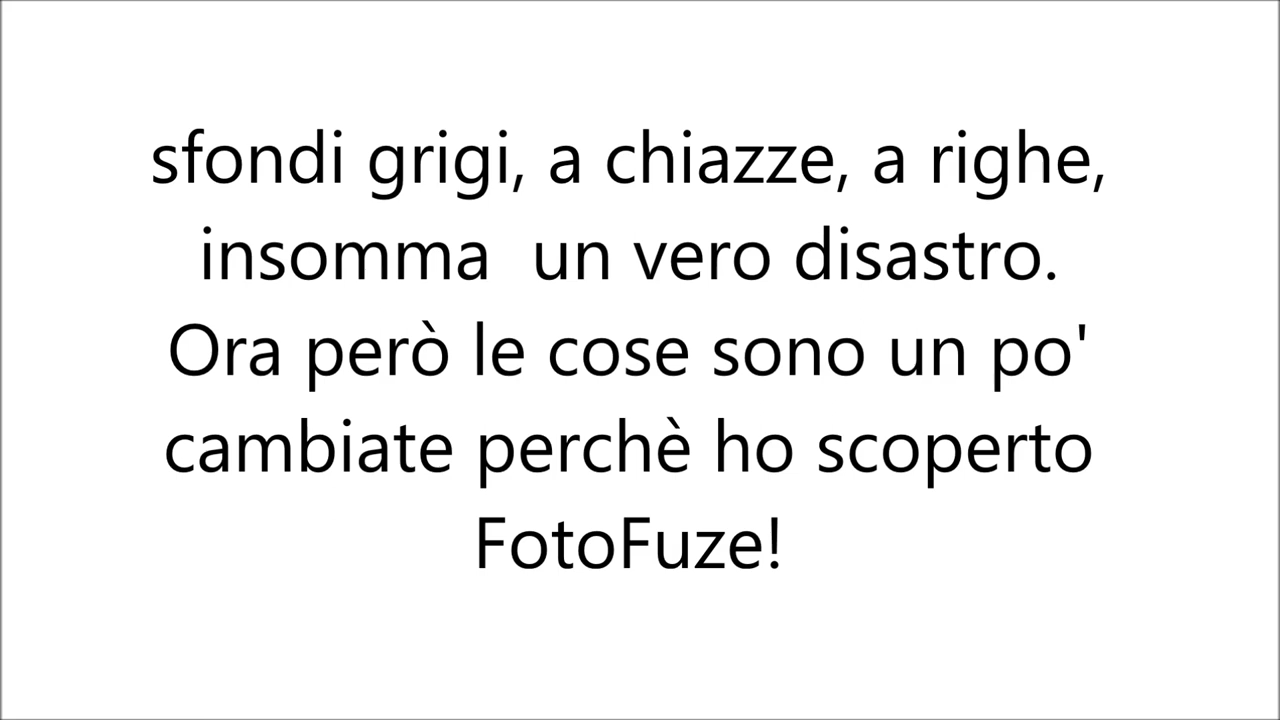 sfondi grigi, a chiazze, a righe,
insomma  un vero disastro.
Ora però le cose sono un po'
cambiate perchè ho scoperto
FotoFuze!